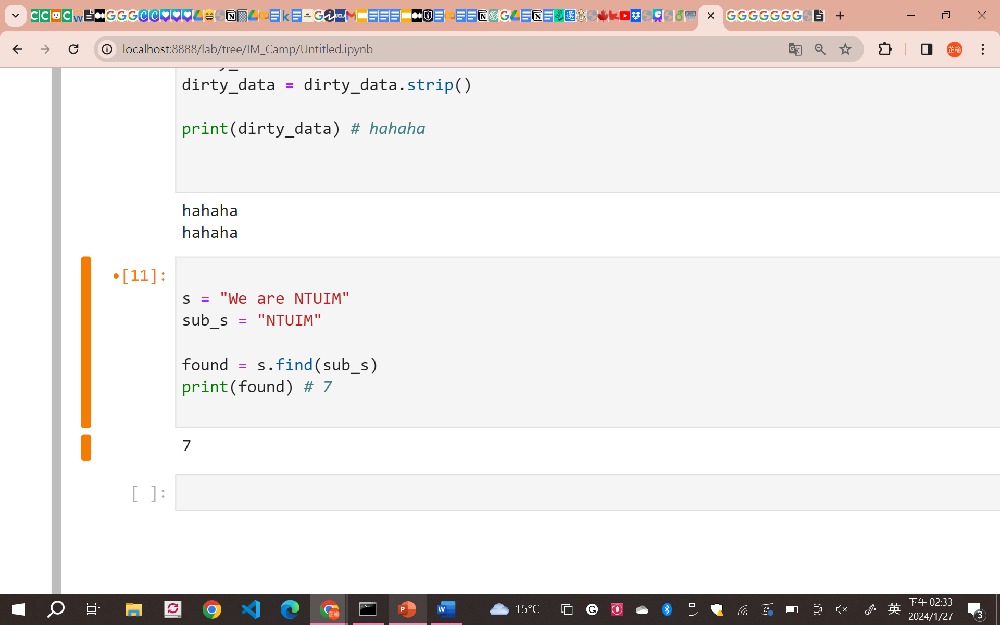 localhost:8888/lab/tree/IM_Camp/Untitled.ipynb
芷榆
dirty_data = dirty_data.strip()
print(dirty_data) # hahaha
hahaha
hahaha
[11]:
s = "We are NTUIM"
sub_s = "NTUIM"
found = s.find(sub_s)
print(found) # 7
7
[ ]:
15°C
英
下午 02:33
2024/1/27
3